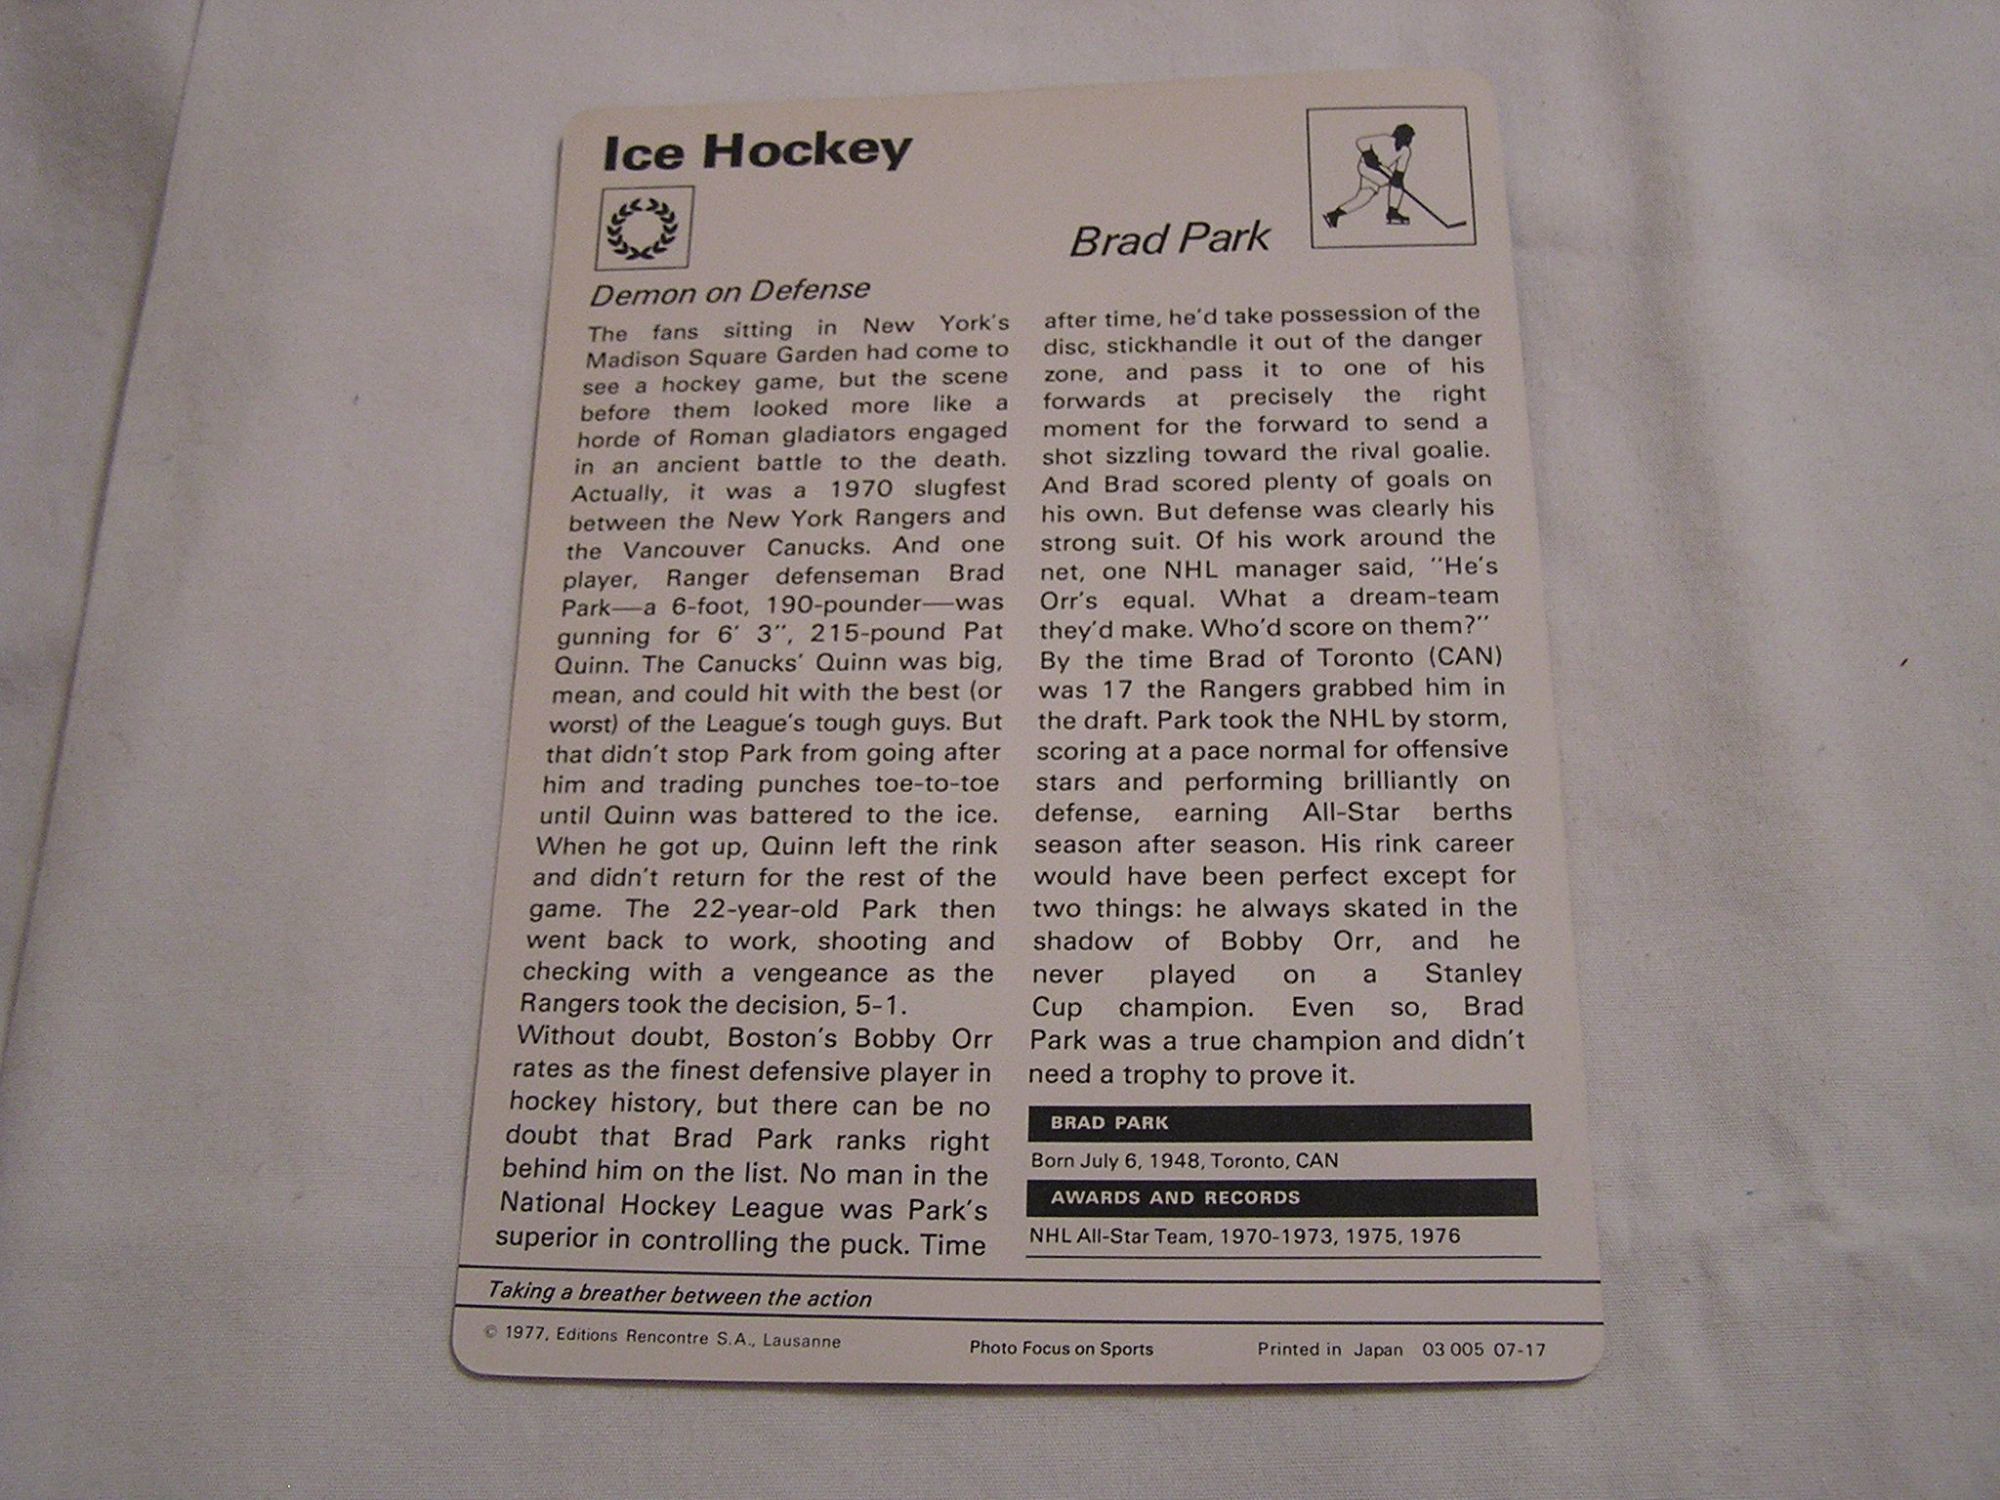 Ice Hockey
Brad Park
Demon on Defense
The fans sitting in New York's
Madison Square Garden had come to
see a hockey game, but the scene
before them looked more like a
horde of Roman gladiators engaged
in an ancient battle to the death.
Actually, it was a 1970 slugfest
between the New York Rangers and
the Vancouver Canucks. And one
player, Ranger defenseman Brad
Park—a 6-foot, 190-pounder—was
gunning for 6' 3", 215-pound Pat
Quinn. The Canucks' Quinn was big,
mean, and could hit with the best (or
worst) of the League's tough guys. But
that didn't stop Park from going after
him and trading punches toe-to-toe
until Quinn was battered to the ice.
When he got up, Quinn left the rink
and didn't return for the rest of the
game. The 22-year-old Park then
went back to work, shooting and
checking with a vengeance as the
Rangers took the decision, 5-1.
Without doubt, Boston's Bobby Orr
rates as the finest defensive player in
hockey history, but there can be no
doubt that Brad Park ranks right
behind him on the list. No man in the
National Hockey League was Park's
superior in controlling the puck. Time
after time, he'd take possession of the
disc, stickhandle it out of the danger
zone, and pass it to one of his
forwards at precisely the right
moment for the forward to send a
shot sizzling toward the rival goalie.
And Brad scored plenty of goals on
his own. But defense was clearly his
strong suit. Of his work around the
net, one NHL manager said, "He's
Orr's equal. What a dream-team
they'd make. Who'd score on them?"
By the time Brad of Toronto (CAN)
was 17 the Rangers grabbed him in
the draft. Park took the NHL by storm,
scoring at a pace normal for offensive
stars and performing brilliantly on
defense, earning All-Star berths
season after season. His rink career
would have been perfect except for
two things: he always skated in the
shadow of Bobby Orr, and he
never played on a Stanley
Cup champion. Even so, Brad
Park was a true champion and didn't
need a trophy to prove it.
BRAD PARK
Born July 6, 1948, Toronto, CAN
AWARDS AND RECORDS
NHL All-Star Team, 1970-1973, 1975, 1976
Taking a breather between the action
© 1977, Editions Rencontre S.A., Lausanne Photo Focus on Sports Printed in Japan 03 005 07-17